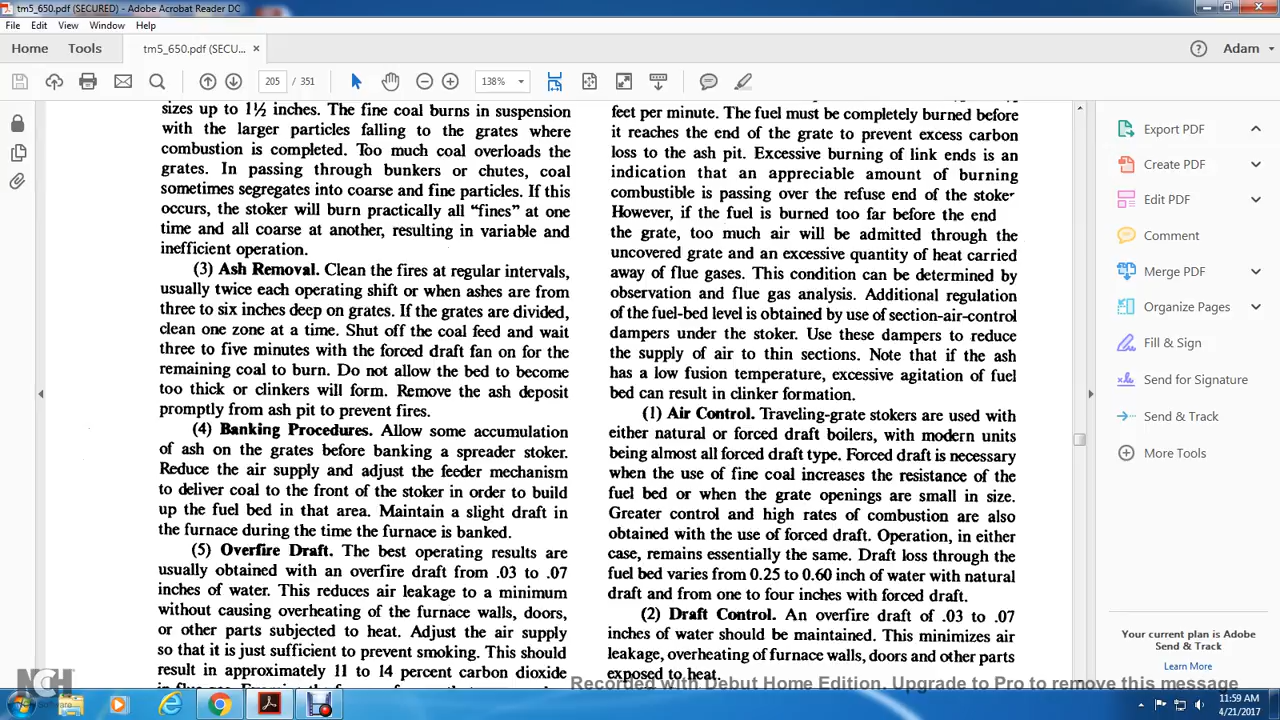 tm5_650.pdf (SECURED) - Adobe Acrobat Reader DC
File Edit View Window Help
Home Tools tm5_650.pdf (SECU... ×
Adam
205 / 351
138%
sizes up to 1½ inches. The fine coal burns in suspension
with the larger particles falling to the grates where
combustion is completed. Too much coal overloads the
grates. In passing through bunkers or chutes, coal
sometimes segregates into coarse and fine particles. If this
occurs, the stoker will burn practically all “fines” at one
time and all coarse at another, resulting in variable and
inefficient operation.
(3) Ash Removal. Clean the fires at regular intervals,
usually twice each operating shift or when ashes are from
three to six inches deep on grates. If the grates are divided,
clean one zone at a time. Shut off the coal feed and wait
three to five minutes with the forced draft fan on for the
remaining coal to burn. Do not allow the bed to become
too thick or clinkers will form. Remove the ash deposit
promptly from ash pit to prevent fires.
(4) Banking Procedures. Allow some accumulation
of ash on the grates before banking a spreader stoker.
Reduce the air supply and adjust the feeder mechanism
to deliver coal to the front of the stoker in order to build
up the fuel bed in that area. Maintain a slight draft in
the furnace during the time the furnace is banked.
(5) Overfire Draft. The best operating results are
usually obtained with an overfire draft from .03 to .07
inches of water. This reduces air leakage to a minimum
without causing overheating of the furnace walls, doors,
or other parts subjected to heat. Adjust the air supply
so that it is just sufficient to prevent smoking. This should
result in approximately 11 to 14 percent carbon dioxide
feet per minute. The fuel must be completely burned before
it reaches the end of the grate to prevent excess carbon
loss to the ash pit. Excessive burning of link ends is an
indication that an appreciable amount of burning
combustible is passing over the refuse end of the stoke
However, if the fuel is burned too far before the end
the grate, too much air will be admitted through the
uncovered grate and an excessive quantity of heat carried
away of flue gases. This condition can be determined by
observation and flue gas analysis. Additional regulation
of the fuel-bed level is obtained by use of section-air-control
dampers under the stoker. Use these dampers to reduce
the supply of air to thin sections. Note that if the ash
has a low fusion temperature, excessive agitation of fuel
bed can result in clinker formation.
(1) Air Control. Traveling-grate stokers are used with
either natural or forced draft boilers, with modern units
being almost all forced draft type. Forced draft is necessary
when the use of fine coal increases the resistance of the
fuel bed or when the grate openings are small in size.
Greater control and high rates of combustion are also
obtained with the use of forced draft. Operation, in either
case, remains essentially the same. Draft loss through the
fuel bed varies from 0.25 to 0.60 inch of water with natural
draft and from one to four inches with forced draft.
(2) Draft Control. An overfire draft of .03 to .07
inches of water should be maintained. This minimizes air
leakage, overheating of furnace walls, doors and other parts
exposed to heat.
Export PDF
Create PDF
Edit PDF
Comment
Merge PDF
Organize Pages
Fill & Sign
Send for Signature
Send & Track
More Tools
Your current plan is Adobe
Send & Track
Learn More
NCH
Software
Recorded with Debut Home Edition. Upgrade to Pro to remove this message
11:59 AM
4/21/2017